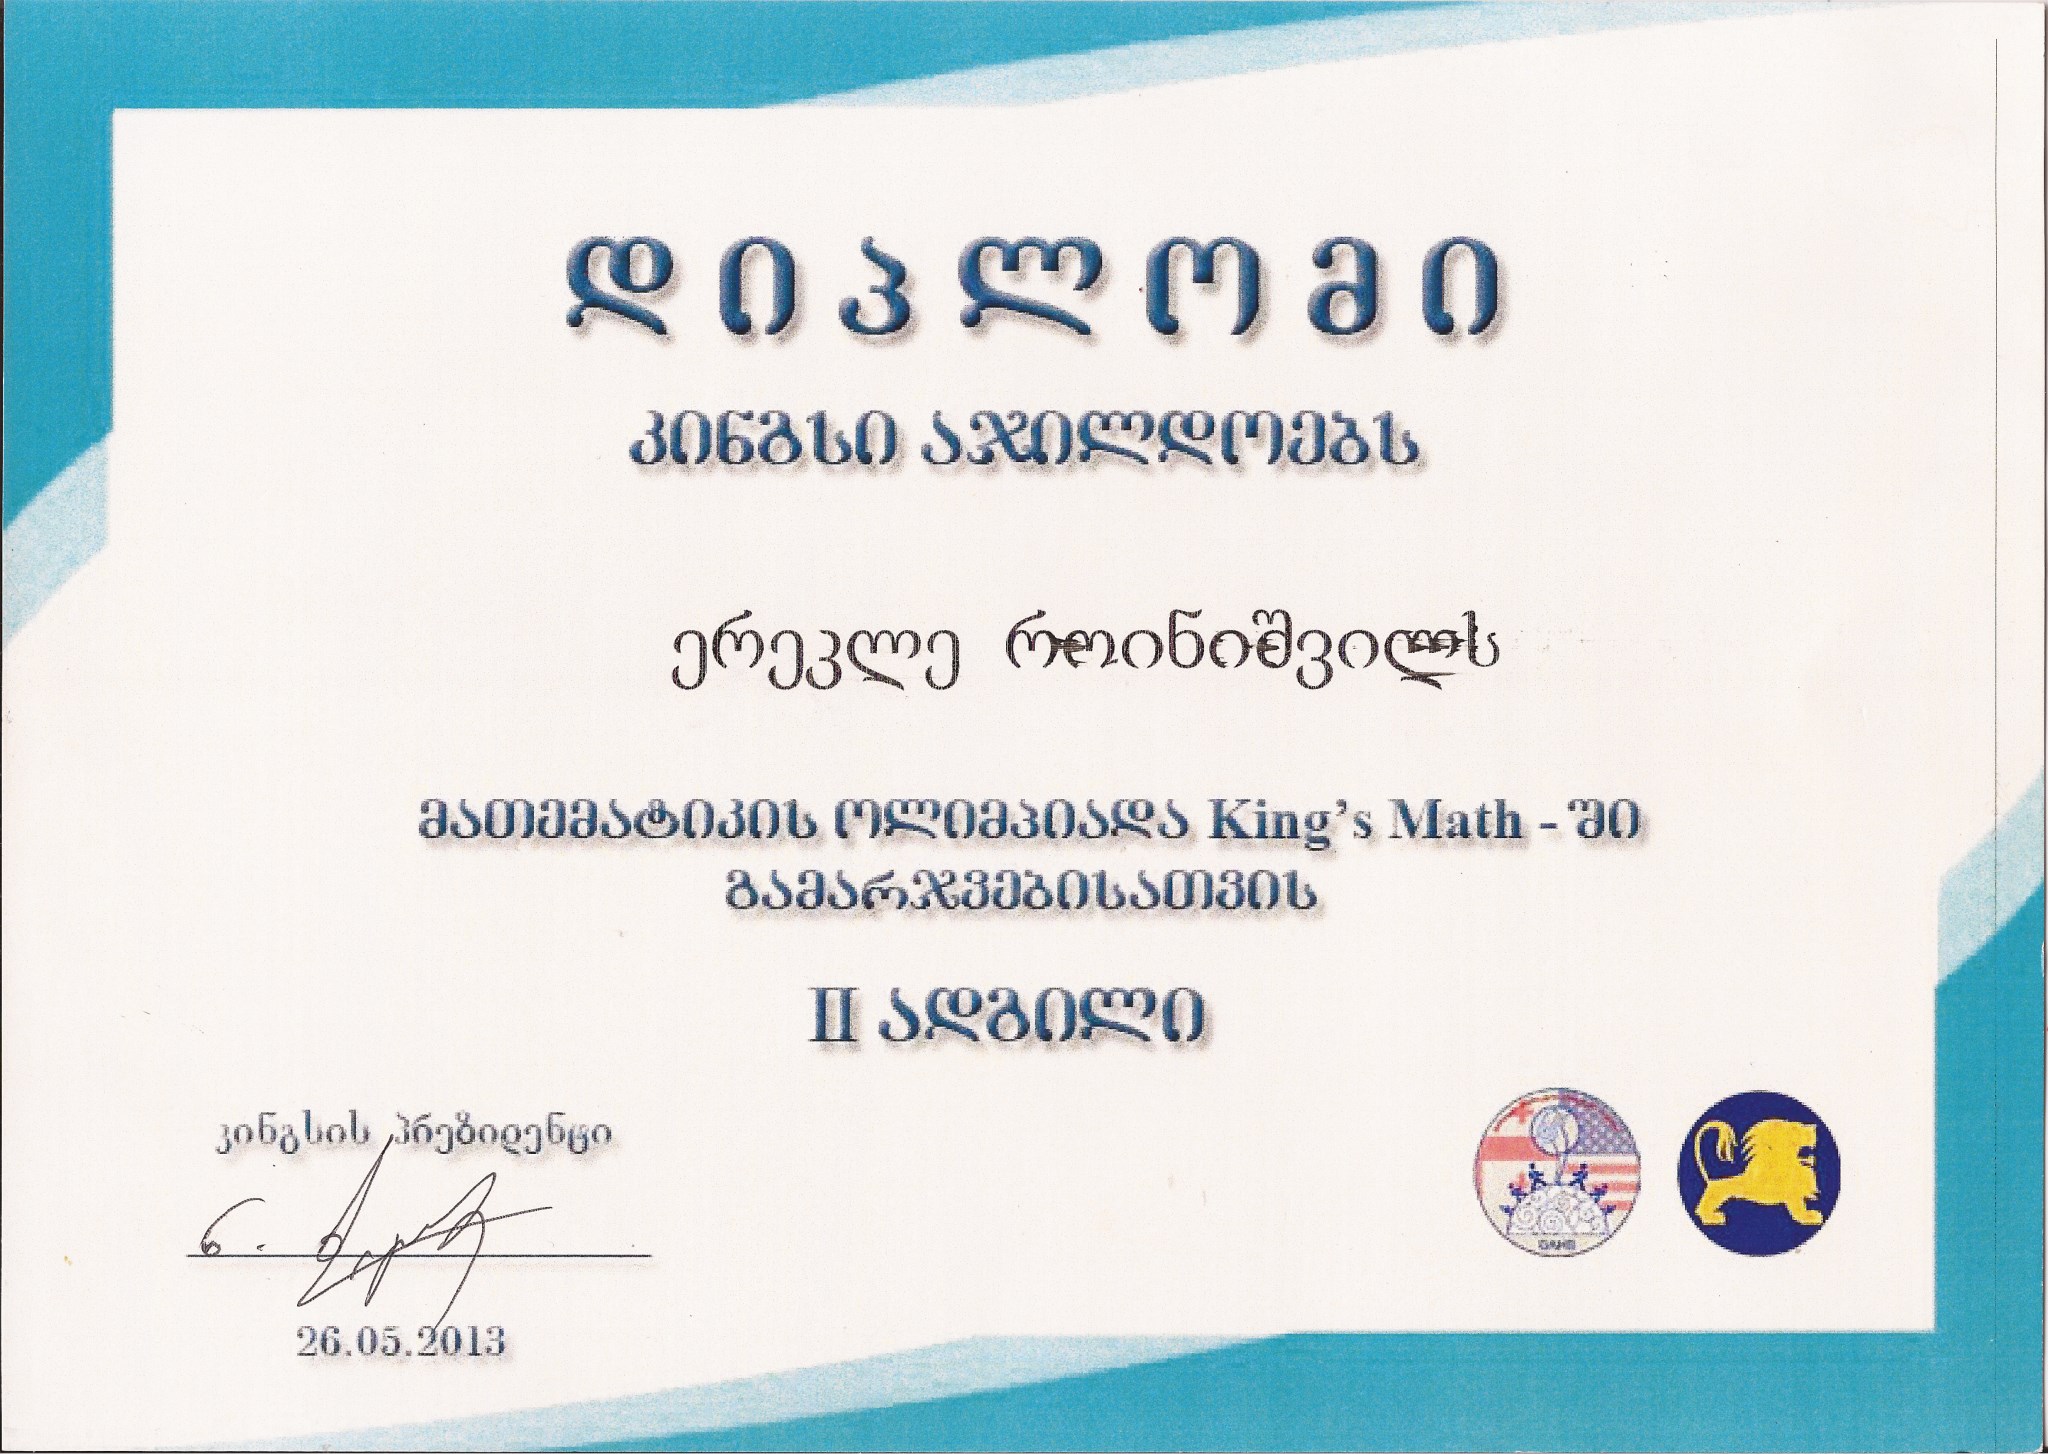 დიპლომი
კინგსი აჯილდოებს
ერეკლე როინიშვილს
მათემატიკის ოლიმპიადა King's Math - ში
გამარჯვებისათვის
II ადგილი
კინგსის პრეზიდენტი
26.05.2013